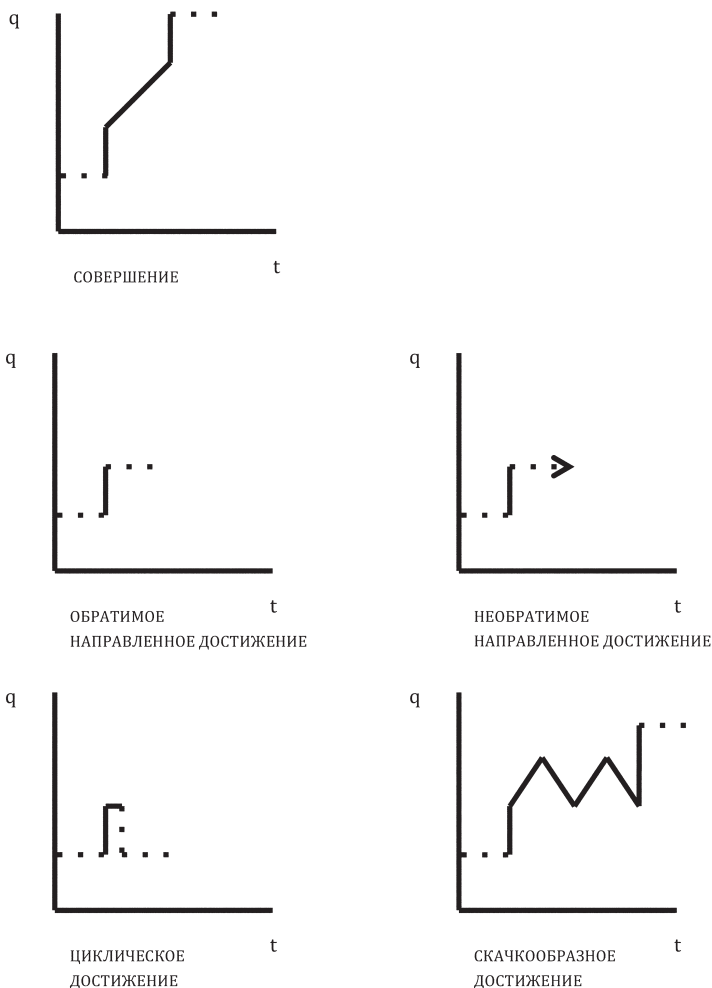 q
t
СОВЕРШЕНИЕ
q
t
ОБРАТИМОЕ
НАПРАВЛЕННОЕ ДОСТИЖЕНИЕ
q
t
НЕОБРАТИМОЕ
НАПРАВЛЕННОЕ ДОСТИЖЕНИЕ
q
t
ЦИКЛИЧЕСКОЕ
ДОСТИЖЕНИЕ
q
t
СКАЧКООБРАЗНОЕ
ДОСТИЖЕНИЕ